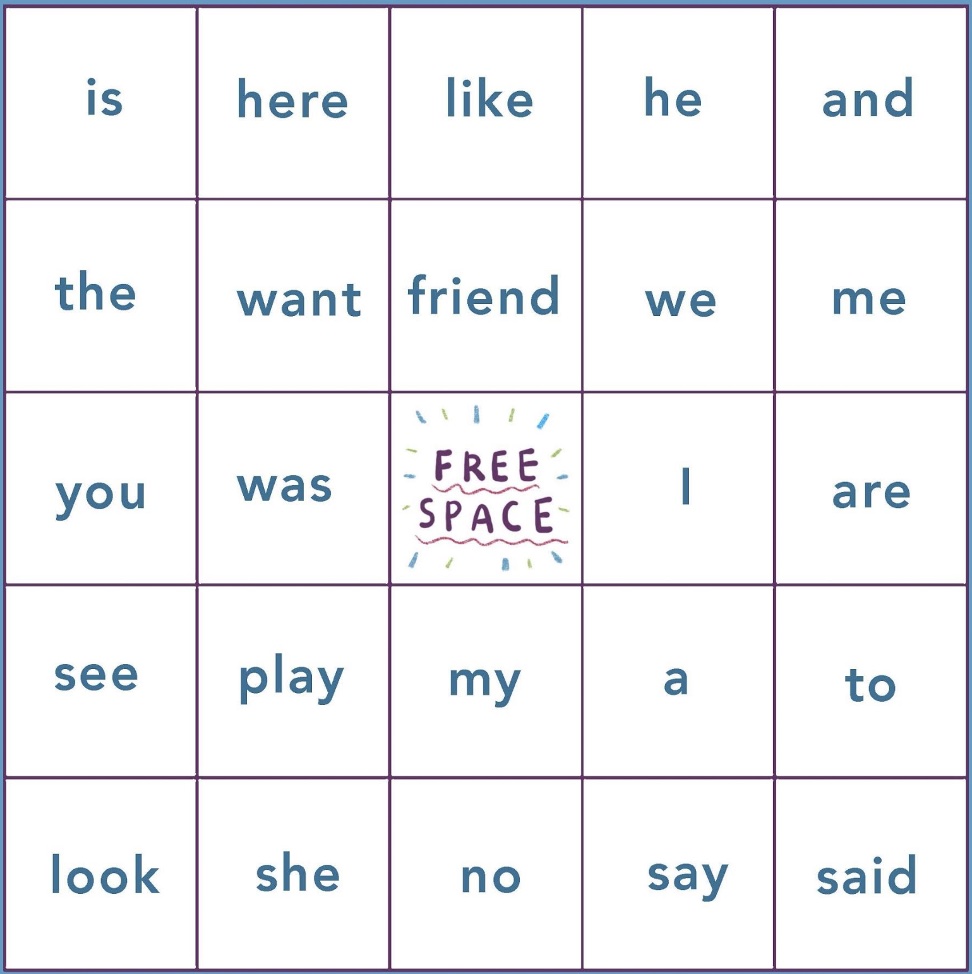 is here like he and
the want friend we me
you was FREE SPACE I are
see play my a to
look she no say said